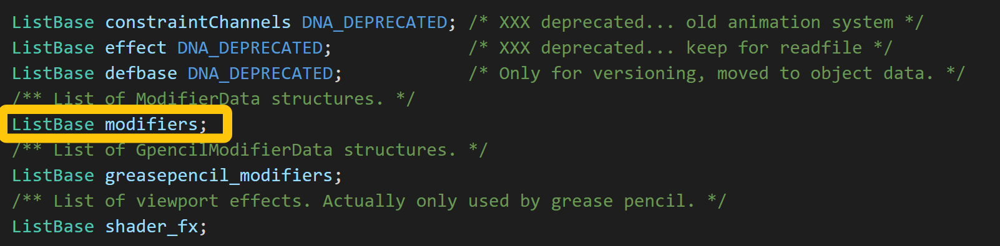 ListBase constraintChannels DNA_DEPRECATED; /* XXX deprecated... old animation system */
ListBase effect DNA_DEPRECATED; /* XXX deprecated... keep for readfile */
ListBase defbase DNA_DEPRECATED; /* Only for versioning, moved to object data. */
/** List of ModifierData structures. */
ListBase modifiers;
/** List of GpencilModifierData structures. */
ListBase greasepencil_modifiers;
/** List of viewport effects. Actually only used by grease pencil. */
ListBase shader_fx;